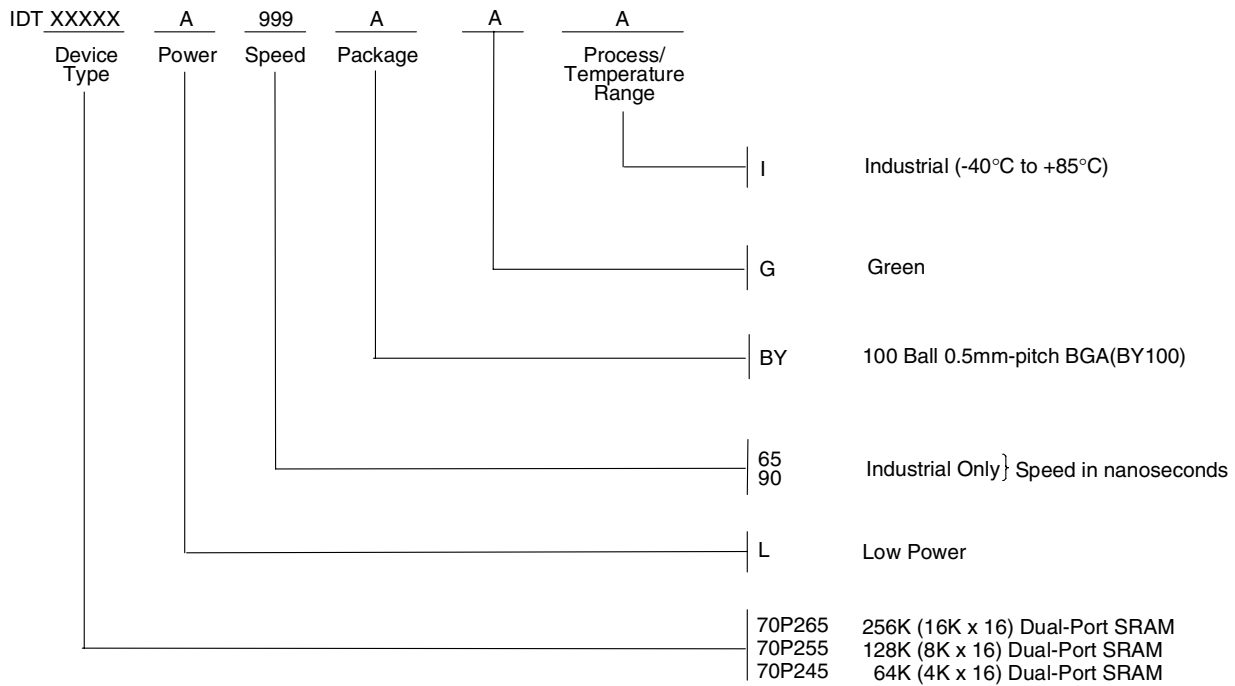 IDT XXXXX A 999 A A A
Device Type Power Speed Package Process/ Temperature Range
I Industrial (-40°C to +85°C)
G Green
BY 100 Ball 0.5mm-pitch BGA(BY100)
65
90 Industrial Only} Speed in nanoseconds
L Low Power
70P265 256K (16K x 16) Dual-Port SRAM
70P255 128K (8K x 16) Dual-Port SRAM
70P245 64K (4K x 16) Dual-Port SRAM